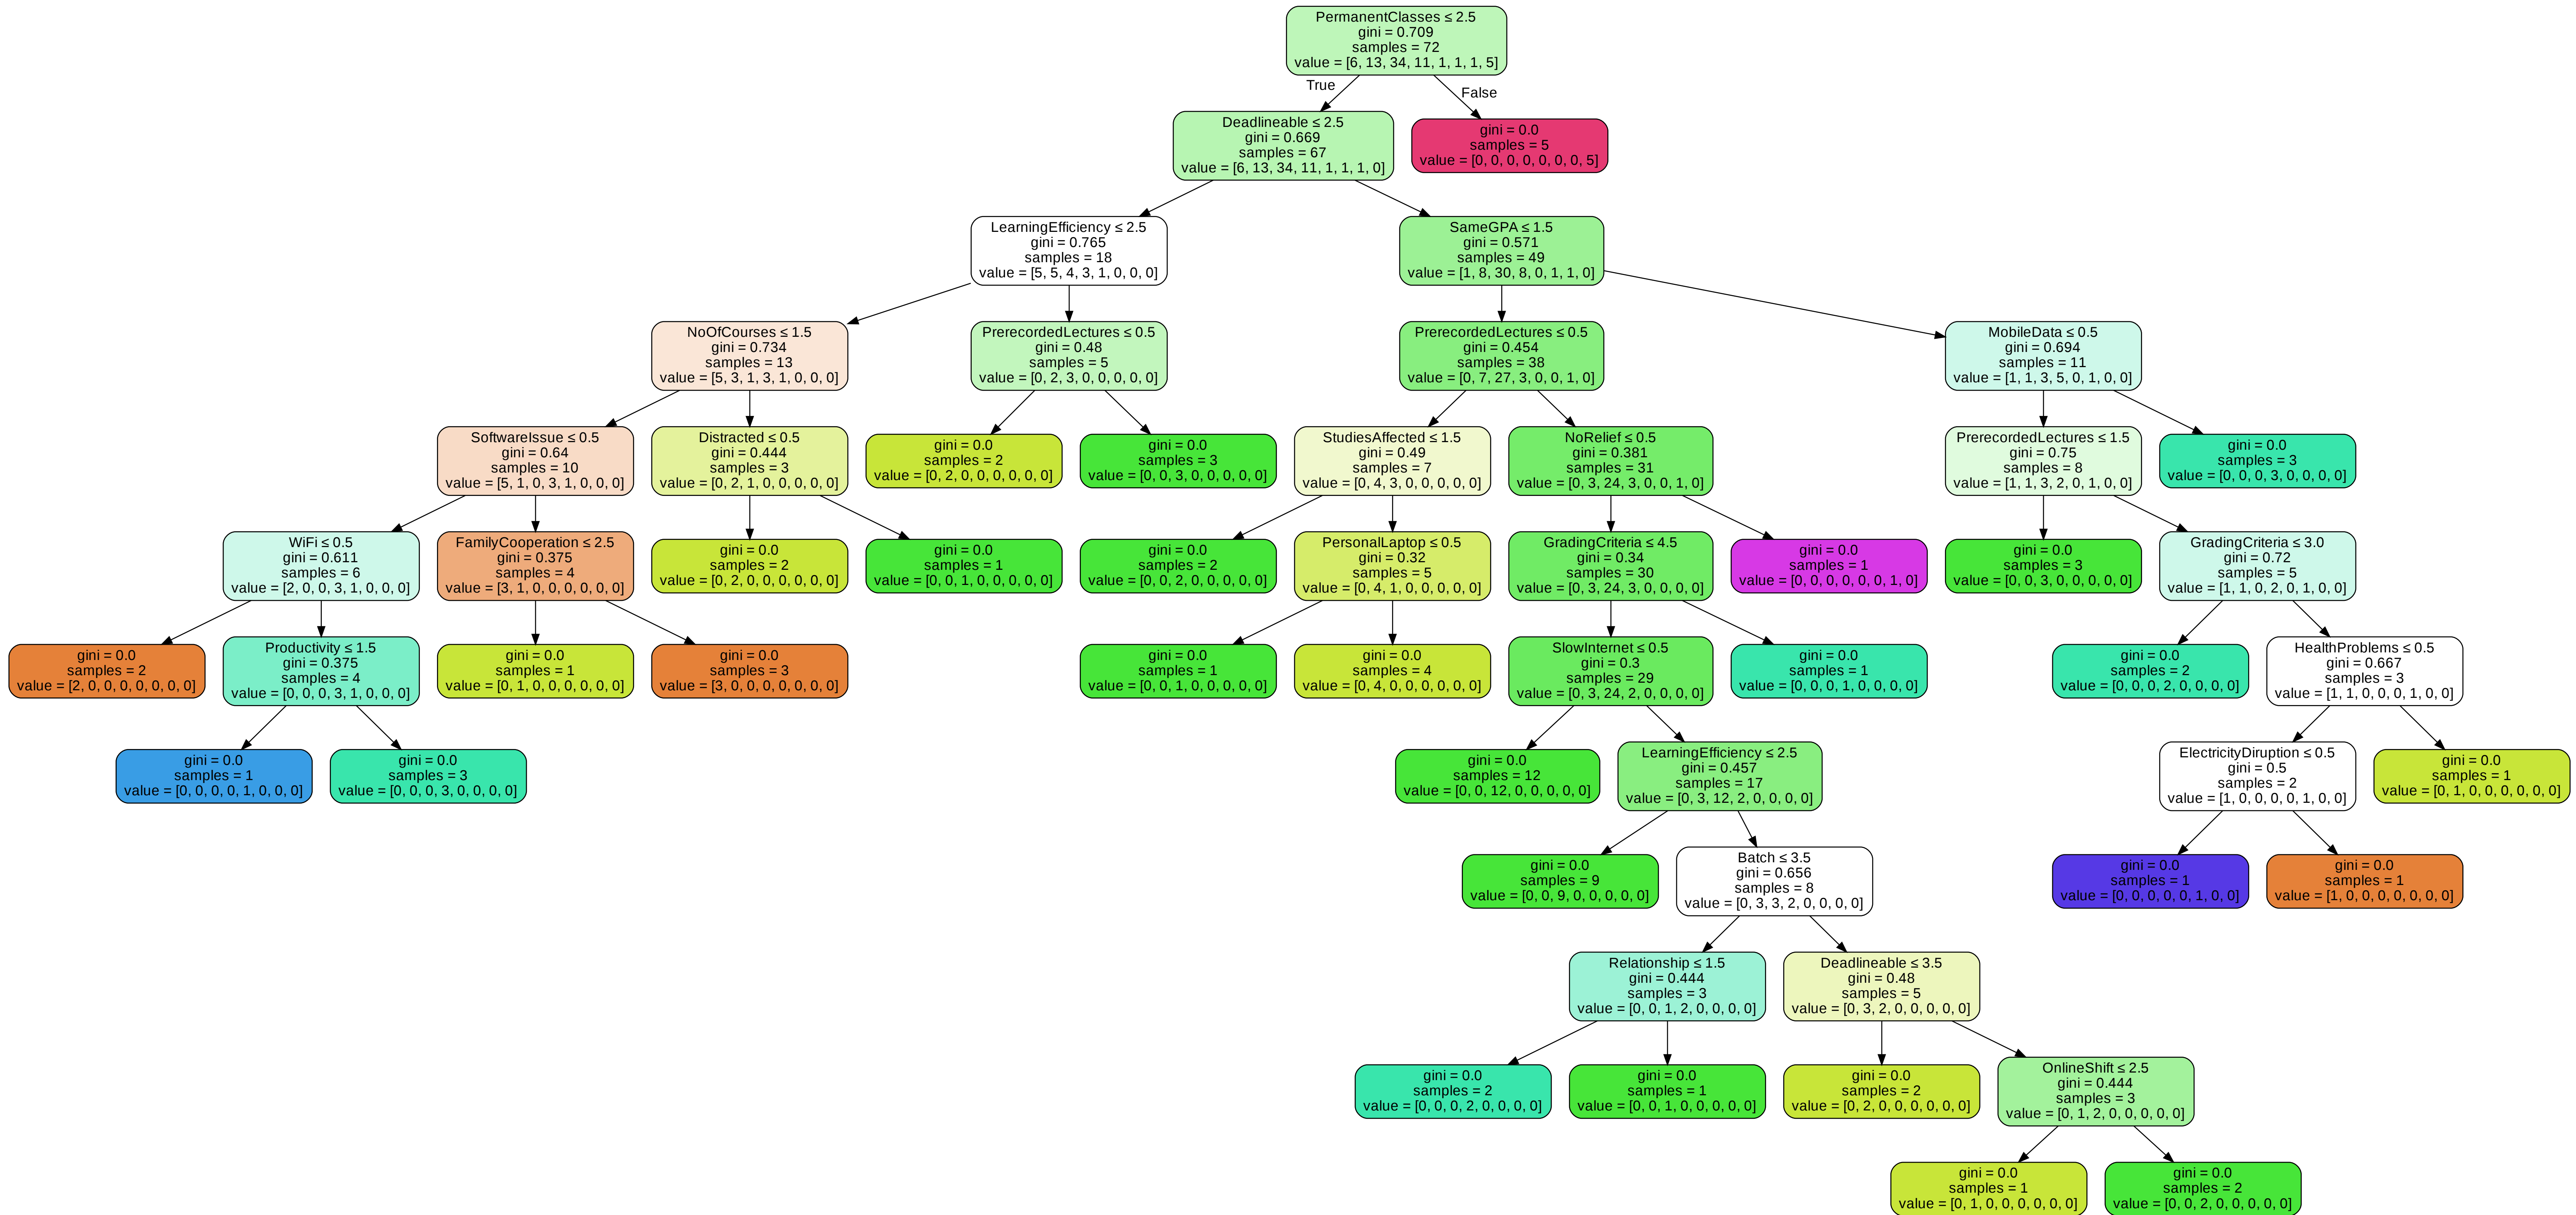 PermanentClasses ≤ 2.5
gini = 0.709
samples = 72
value = [6, 13, 34, 11, 1, 1, 1, 5]
True
False
Deadlineable ≤ 2.5
gini = 0.669
samples = 67
value = [6, 13, 34, 11, 1, 1, 1, 0]
gini = 0.0
samples = 5
value = [0, 0, 0, 0, 0, 0, 0, 5]
LearningEfficiency ≤ 2.5
gini = 0.765
samples = 18
value = [5, 5, 4, 3, 1, 0, 0, 0]
SameGPA ≤ 1.5
gini = 0.571
samples = 49
value = [1, 8, 30, 8, 0, 1, 1, 0]
NoOfCourses ≤ 1.5
gini = 0.734
samples = 13
value = [5, 3, 1, 3, 1, 0, 0, 0]
PrerecordedLectures ≤ 0.5
gini = 0.48
samples = 5
value = [0, 2, 3, 0, 0, 0, 0, 0]
PrerecordedLectures ≤ 0.5
gini = 0.454
samples = 38
value = [0, 7, 27, 3, 0, 0, 1, 0]
MobileData ≤ 0.5
gini = 0.694
samples = 11
value = [1, 1, 3, 5, 0, 1, 0, 0]
SoftwareIssue ≤ 0.5
gini = 0.64
samples = 10
value = [5, 1, 0, 3, 1, 0, 0, 0]
Distracted ≤ 0.5
gini = 0.444
samples = 3
value = [0, 2, 1, 0, 0, 0, 0, 0]
gini = 0.0
samples = 2
value = [0, 2, 0, 0, 0, 0, 0, 0]
gini = 0.0
samples = 3
value = [0, 0, 3, 0, 0, 0, 0, 0]
StudiesAffected ≤ 1.5
gini = 0.49
samples = 7
value = [0, 4, 3, 0, 0, 0, 0, 0]
NoRelief ≤ 0.5
gini = 0.381
samples = 31
value = [0, 3, 24, 3, 0, 0, 1, 0]
PrerecordedLectures ≤ 1.5
gini = 0.75
samples = 8
value = [1, 1, 3, 2, 0, 1, 0, 0]
gini = 0.0
samples = 3
value = [0, 0, 0, 3, 0, 0, 0, 0]
WiFi ≤ 0.5
gini = 0.611
samples = 6
value = [2, 0, 0, 3, 1, 0, 0, 0]
FamilyCooperation ≤ 2.5
gini = 0.375
samples = 4
value = [3, 1, 0, 0, 0, 0, 0, 0]
gini = 0.0
samples = 2
value = [0, 2, 0, 0, 0, 0, 0, 0]
gini = 0.0
samples = 1
value = [0, 0, 1, 0, 0, 0, 0, 0]
gini = 0.0
samples = 2
value = [0, 0, 2, 0, 0, 0, 0, 0]
PersonalLaptop ≤ 0.5
gini = 0.32
samples = 5
value = [0, 4, 1, 0, 0, 0, 0, 0]
GradingCriteria ≤ 4.5
gini = 0.34
samples = 30
value = [0, 3, 24, 3, 0, 0, 0, 0]
gini = 0.0
samples = 1
value = [0, 0, 0, 0, 0, 0, 1, 0]
gini = 0.0
samples = 3
value = [0, 0, 3, 0, 0, 0, 0, 0]
GradingCriteria ≤ 3.0
gini = 0.72
samples = 5
value = [1, 1, 0, 2, 0, 1, 0, 0]
gini = 0.0
samples = 2
value = [2, 0, 0, 0, 0, 0, 0, 0]
Productivity ≤ 1.5
gini = 0.375
samples = 4
value = [0, 0, 0, 3, 1, 0, 0, 0]
gini = 0.0
samples = 1
value = [0, 1, 0, 0, 0, 0, 0, 0]
gini = 0.0
samples = 3
value = [3, 0, 0, 0, 0, 0, 0, 0]
gini = 0.0
samples = 1
value = [0, 0, 1, 0, 0, 0, 0, 0]
gini = 0.0
samples = 4
value = [0, 4, 0, 0, 0, 0, 0, 0]
SlowInternet ≤ 0.5
gini = 0.3
samples = 29
value = [0, 3, 24, 2, 0, 0, 0, 0]
gini = 0.0
samples = 1
value = [0, 0, 0, 1, 0, 0, 0, 0]
gini = 0.0
samples = 2
value = [0, 0, 0, 2, 0, 0, 0, 0]
HealthProblems ≤ 0.5
gini = 0.667
samples = 3
value = [1, 1, 0, 0, 0, 1, 0, 0]
gini = 0.0
samples = 1
value = [0, 0, 0, 0, 1, 0, 0, 0]
gini = 0.0
samples = 3
value = [0, 0, 0, 3, 0, 0, 0, 0]
gini = 0.0
samples = 12
value = [0, 0, 12, 0, 0, 0, 0, 0]
LearningEfficiency ≤ 2.5
gini = 0.457
samples = 17
value = [0, 3, 12, 2, 0, 0, 0, 0]
ElectricityDiruption ≤ 0.5
gini = 0.5
samples = 2
value = [1, 0, 0, 0, 0, 1, 0, 0]
gini = 0.0
samples = 1
value = [0, 1, 0, 0, 0, 0, 0, 0]
gini = 0.0
samples = 9
value = [0, 0, 9, 0, 0, 0, 0, 0]
Batch ≤ 3.5
gini = 0.656
samples = 8
value = [0, 3, 3, 2, 0, 0, 0, 0]
gini = 0.0
samples = 1
value = [0, 0, 0, 0, 0, 1, 0, 0]
gini = 0.0
samples = 1
value = [1, 0, 0, 0, 0, 0, 0, 0]
Relationship ≤ 1.5
gini = 0.444
samples = 3
value = [0, 0, 1, 2, 0, 0, 0, 0]
Deadlineable ≤ 3.5
gini = 0.48
samples = 5
value = [0, 3, 2, 0, 0, 0, 0, 0]
gini = 0.0
samples = 2
value = [0, 0, 0, 2, 0, 0, 0, 0]
gini = 0.0
samples = 1
value = [0, 0, 1, 0, 0, 0, 0, 0]
gini = 0.0
samples = 2
value = [0, 2, 0, 0, 0, 0, 0, 0]
OnlineShift ≤ 2.5
gini = 0.444
samples = 3
value = [0, 1, 2, 0, 0, 0, 0, 0]
gini = 0.0
samples = 1
value = [0, 1, 0, 0, 0, 0, 0, 0]
gini = 0.0
samples = 2
value = [0, 0, 2, 0, 0, 0, 0, 0]